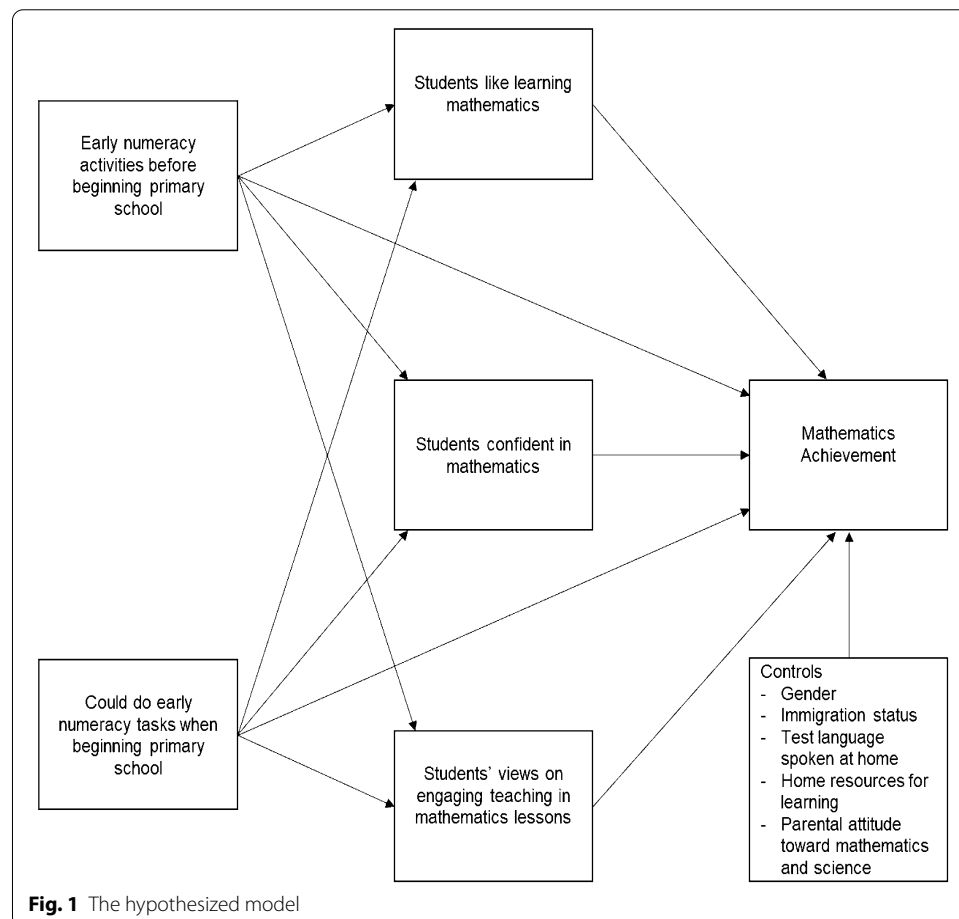 Students like learning
mathematics
Early numeracy
activities before
beginning primary
school
Students confident in
mathematics
Mathematics
Achievement
Could do early
numeracy tasks when
beginning primary
school
Students' views on
engaging teaching in
mathematics lessons
Controls
- Gender
- Immigration status
- Test language
spoken at home
- Home resources for
learning
- Parental attitude
toward mathematics
and science
Fig. 1 The hypothesized model